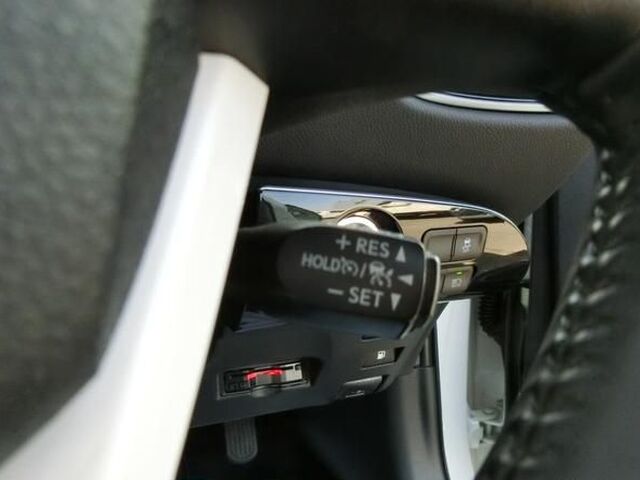 + RES ▲
HOLD / ◄
− SET ▼